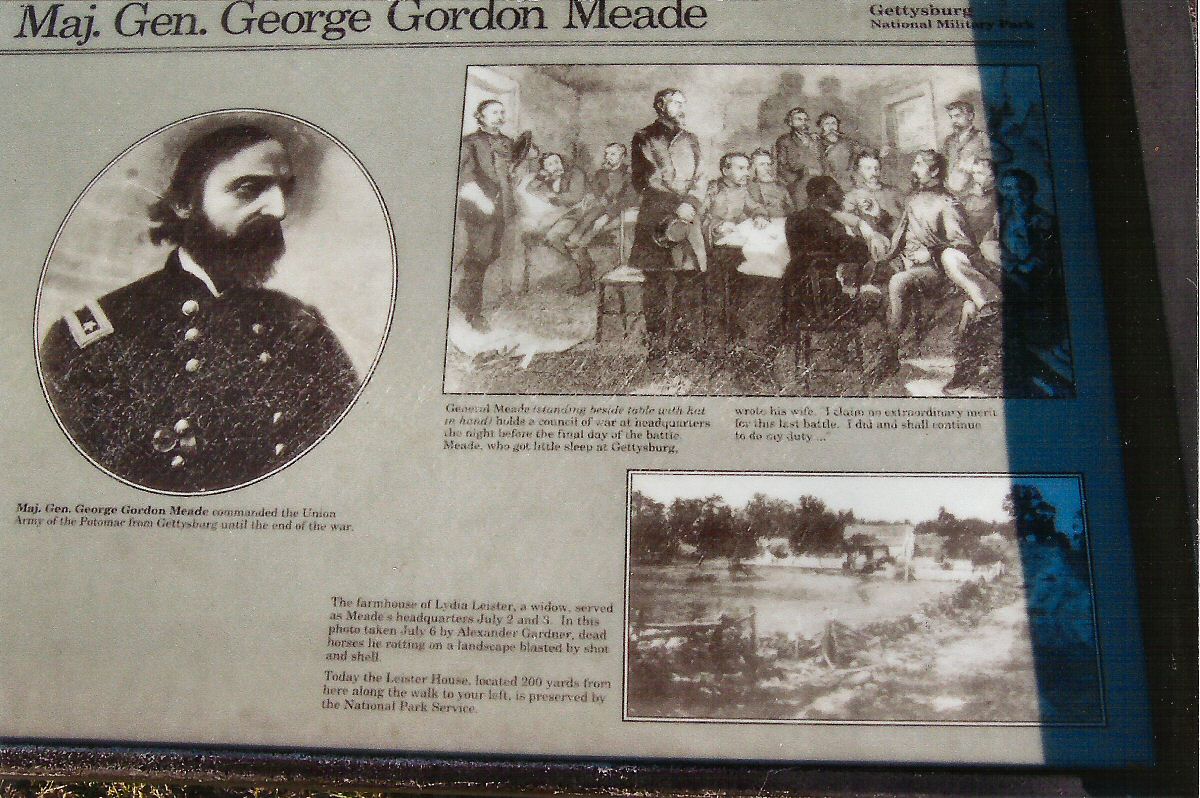 Maj. Gen. George Gordon Meade
Gettysburg
National Military Park
General Meade (standing beside table with hat
in hand) holds a council of war at headquarters
the night before the final day of the battle.
Meade, who got little sleep at Gettysburg,
wrote his wife, "I claim no extraordinary merit
for this last battle. I did and shall continue
to do my duty ..."
Maj. Gen. George Gordon Meade commanded the Union
Army of the Potomac from Gettysburg until the end of the war.
The farmhouse of Lydia Leister, a widow, served
as Meade's headquarters July 2 and 3. In this
photo taken July 6 by Alexander Gardner, dead
horses lie rotting on a landscape blasted by shot
and shell.
Today the Leister House, located 200 yards from
here along the walk to your left, is preserved by
the National Park Service.